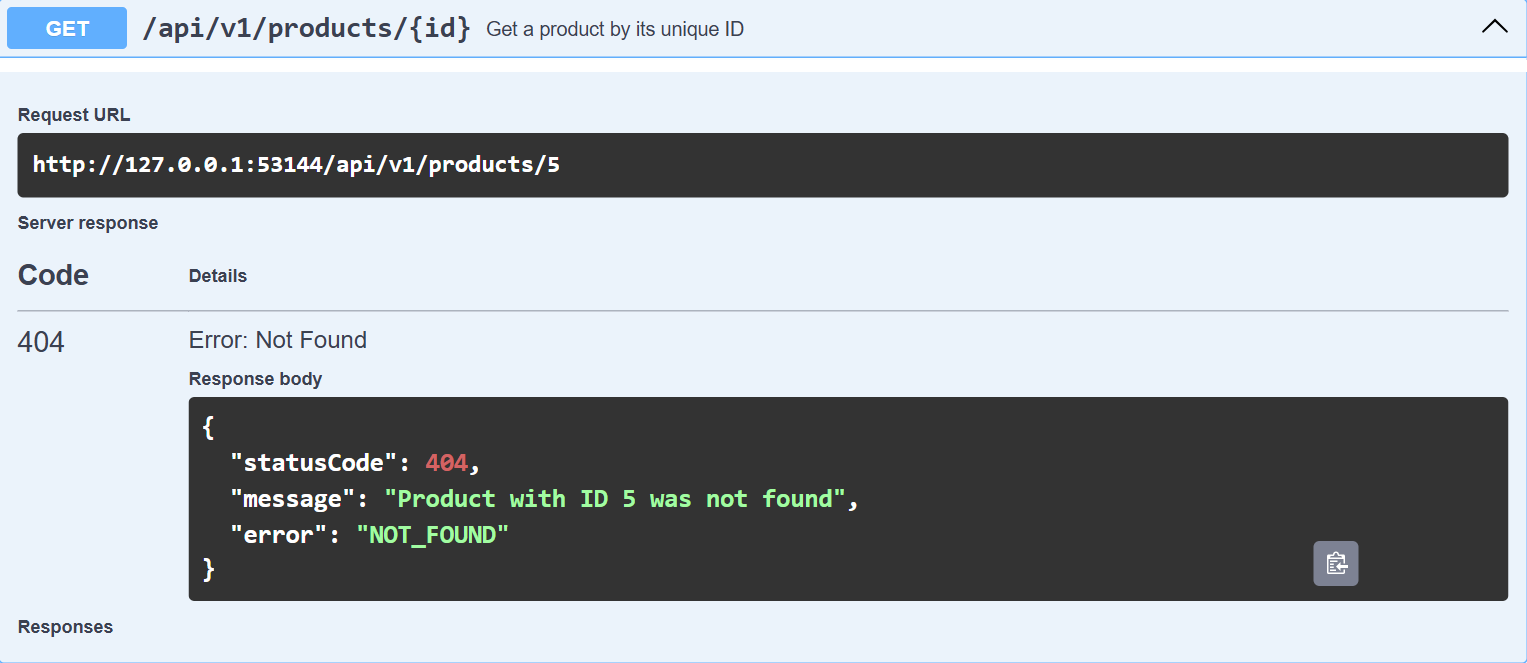 GET /api/v1/products/{id} Get a product by its unique ID
Request URL
http://127.0.0.1:53144/api/v1/products/5
Server response
Code Details
404 Error: Not Found
Response body
{
  "statusCode": 404,
  "message": "Product with ID 5 was not found",
  "error": "NOT_FOUND"
}
Responses